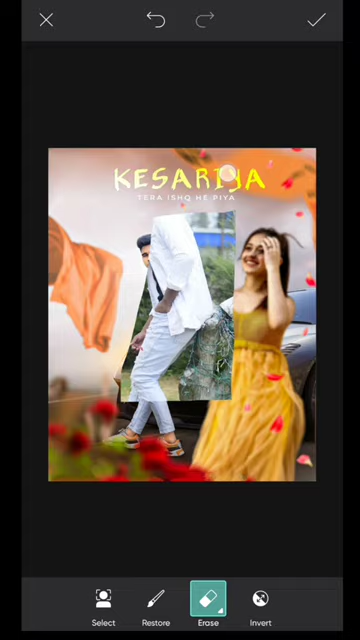 KESARIYA
TERA ISHQ HE PIYA
Select
Restore
Erase
Invert